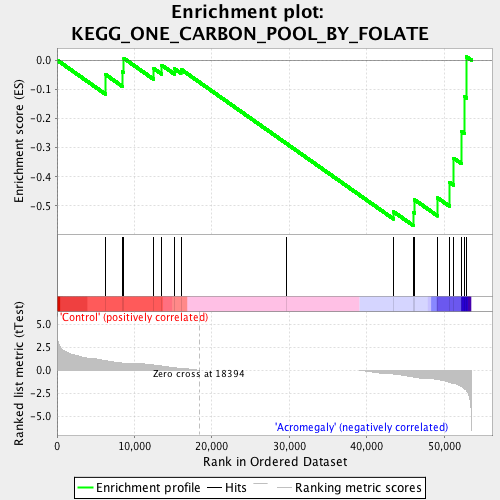 Enrichment plot:
KEGG_ONE_CARBON_POOL_BY_FOLATE
Enrichment score (ES)
0.0
-0.1
-0.2
-0.3
-0.4
-0.5
'Control' (positively correlated)
Ranked list metric (tTest)
5.0
2.5
0.0
-2.5
-5.0
Zero cross at 18394
'Acromegaly' (negatively correlated)
0 10,000 20,000 30,000 40,000 50,000
Rank in Ordered Dataset
Enrichment profile Hits Ranking metric scores